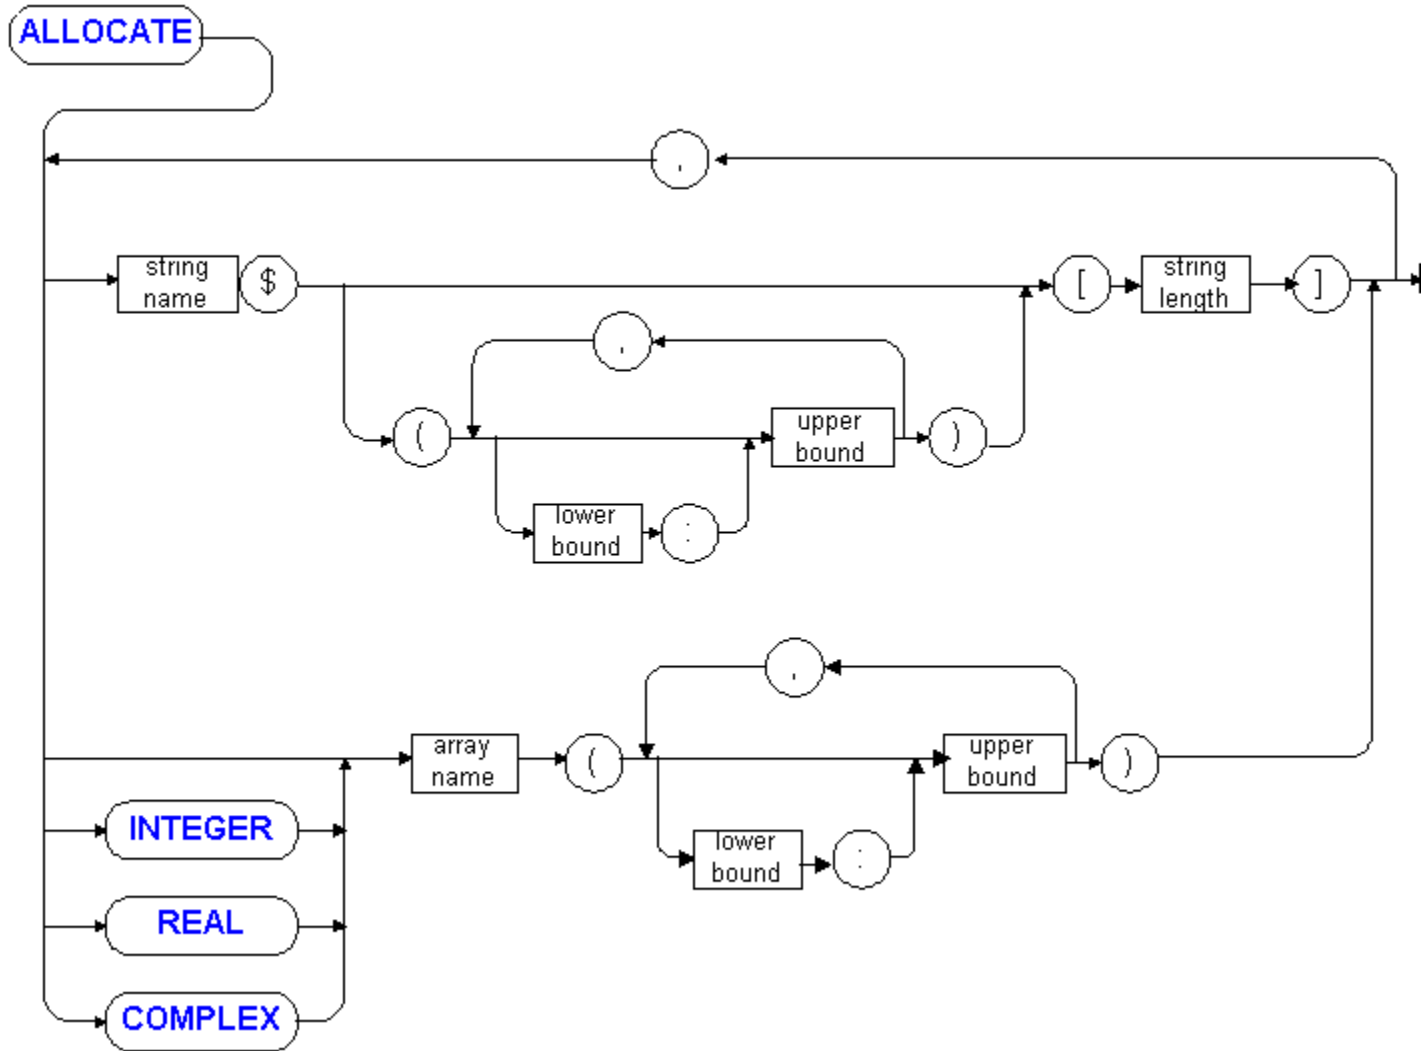 ALLOCATE
,
string
name
$
[
string
length
]
,
(
upper
bound
)
lower
bound
:
,
array
name
(
upper
bound
)
INTEGER
lower
bound
:
REAL
COMPLEX